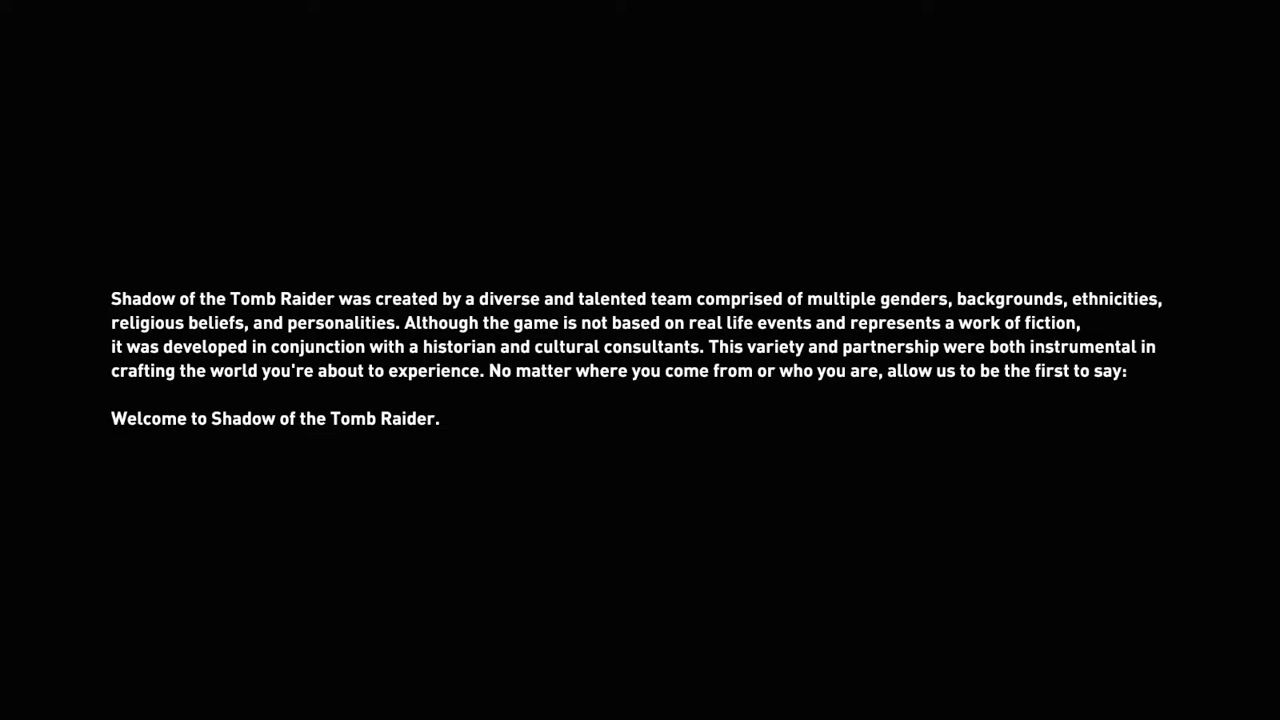 Shadow of the Tomb Raider was created by a diverse and talented team comprised of multiple genders, backgrounds, ethnicities,
religious beliefs, and personalities. Although the game is not based on real life events and represents a work of fiction,
it was developed in conjunction with a historian and cultural consultants. This variety and partnership were both instrumental in
crafting the world you're about to experience. No matter where you come from or who you are, allow us to be the first to say:
Welcome to Shadow of the Tomb Raider.